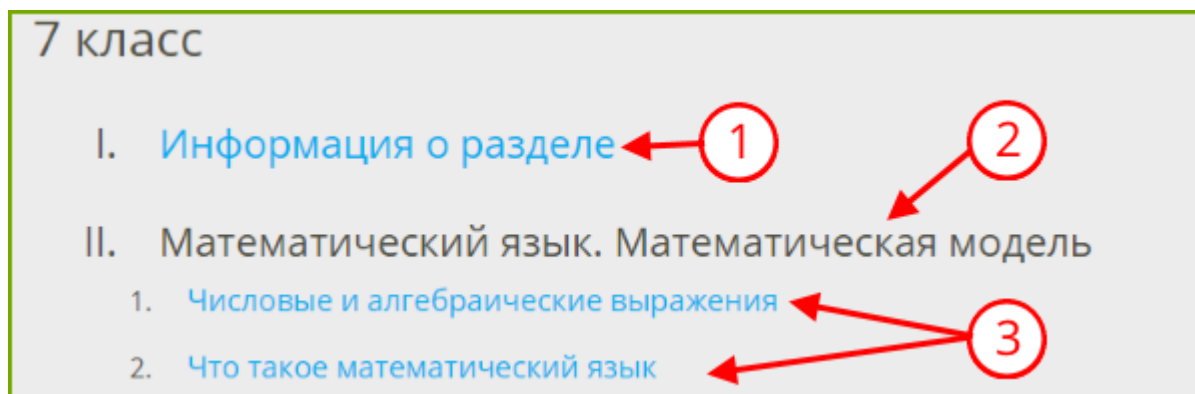 7 класс
I. Информация о разделе 1
2
II. Математический язык. Математическая модель
1. Числовые и алгебраические выражения
3
2. Что такое математический язык